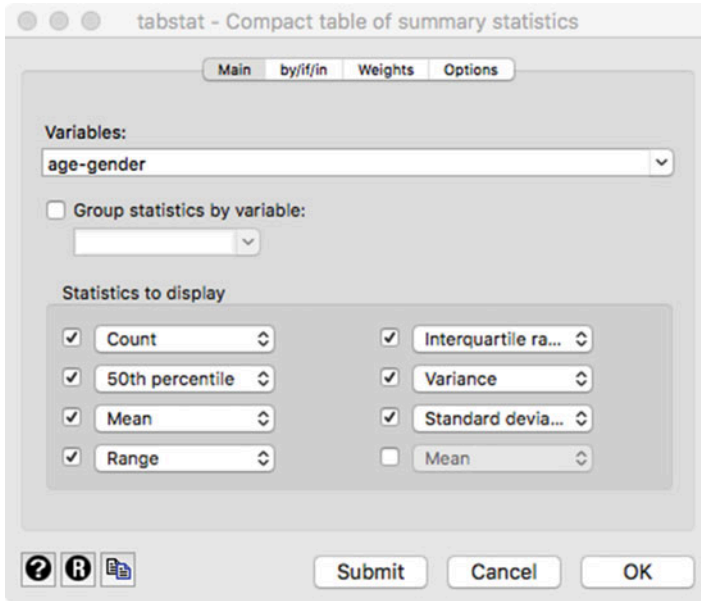 tabstat - Compact table of summary statistics
Main by/if/in Weights Options
Variables:
age-gender
Group statistics by variable:
Statistics to display
Count Interquartile ra...
50th percentile Variance
Mean Standard devia...
Range Mean
? R Submit Cancel OK